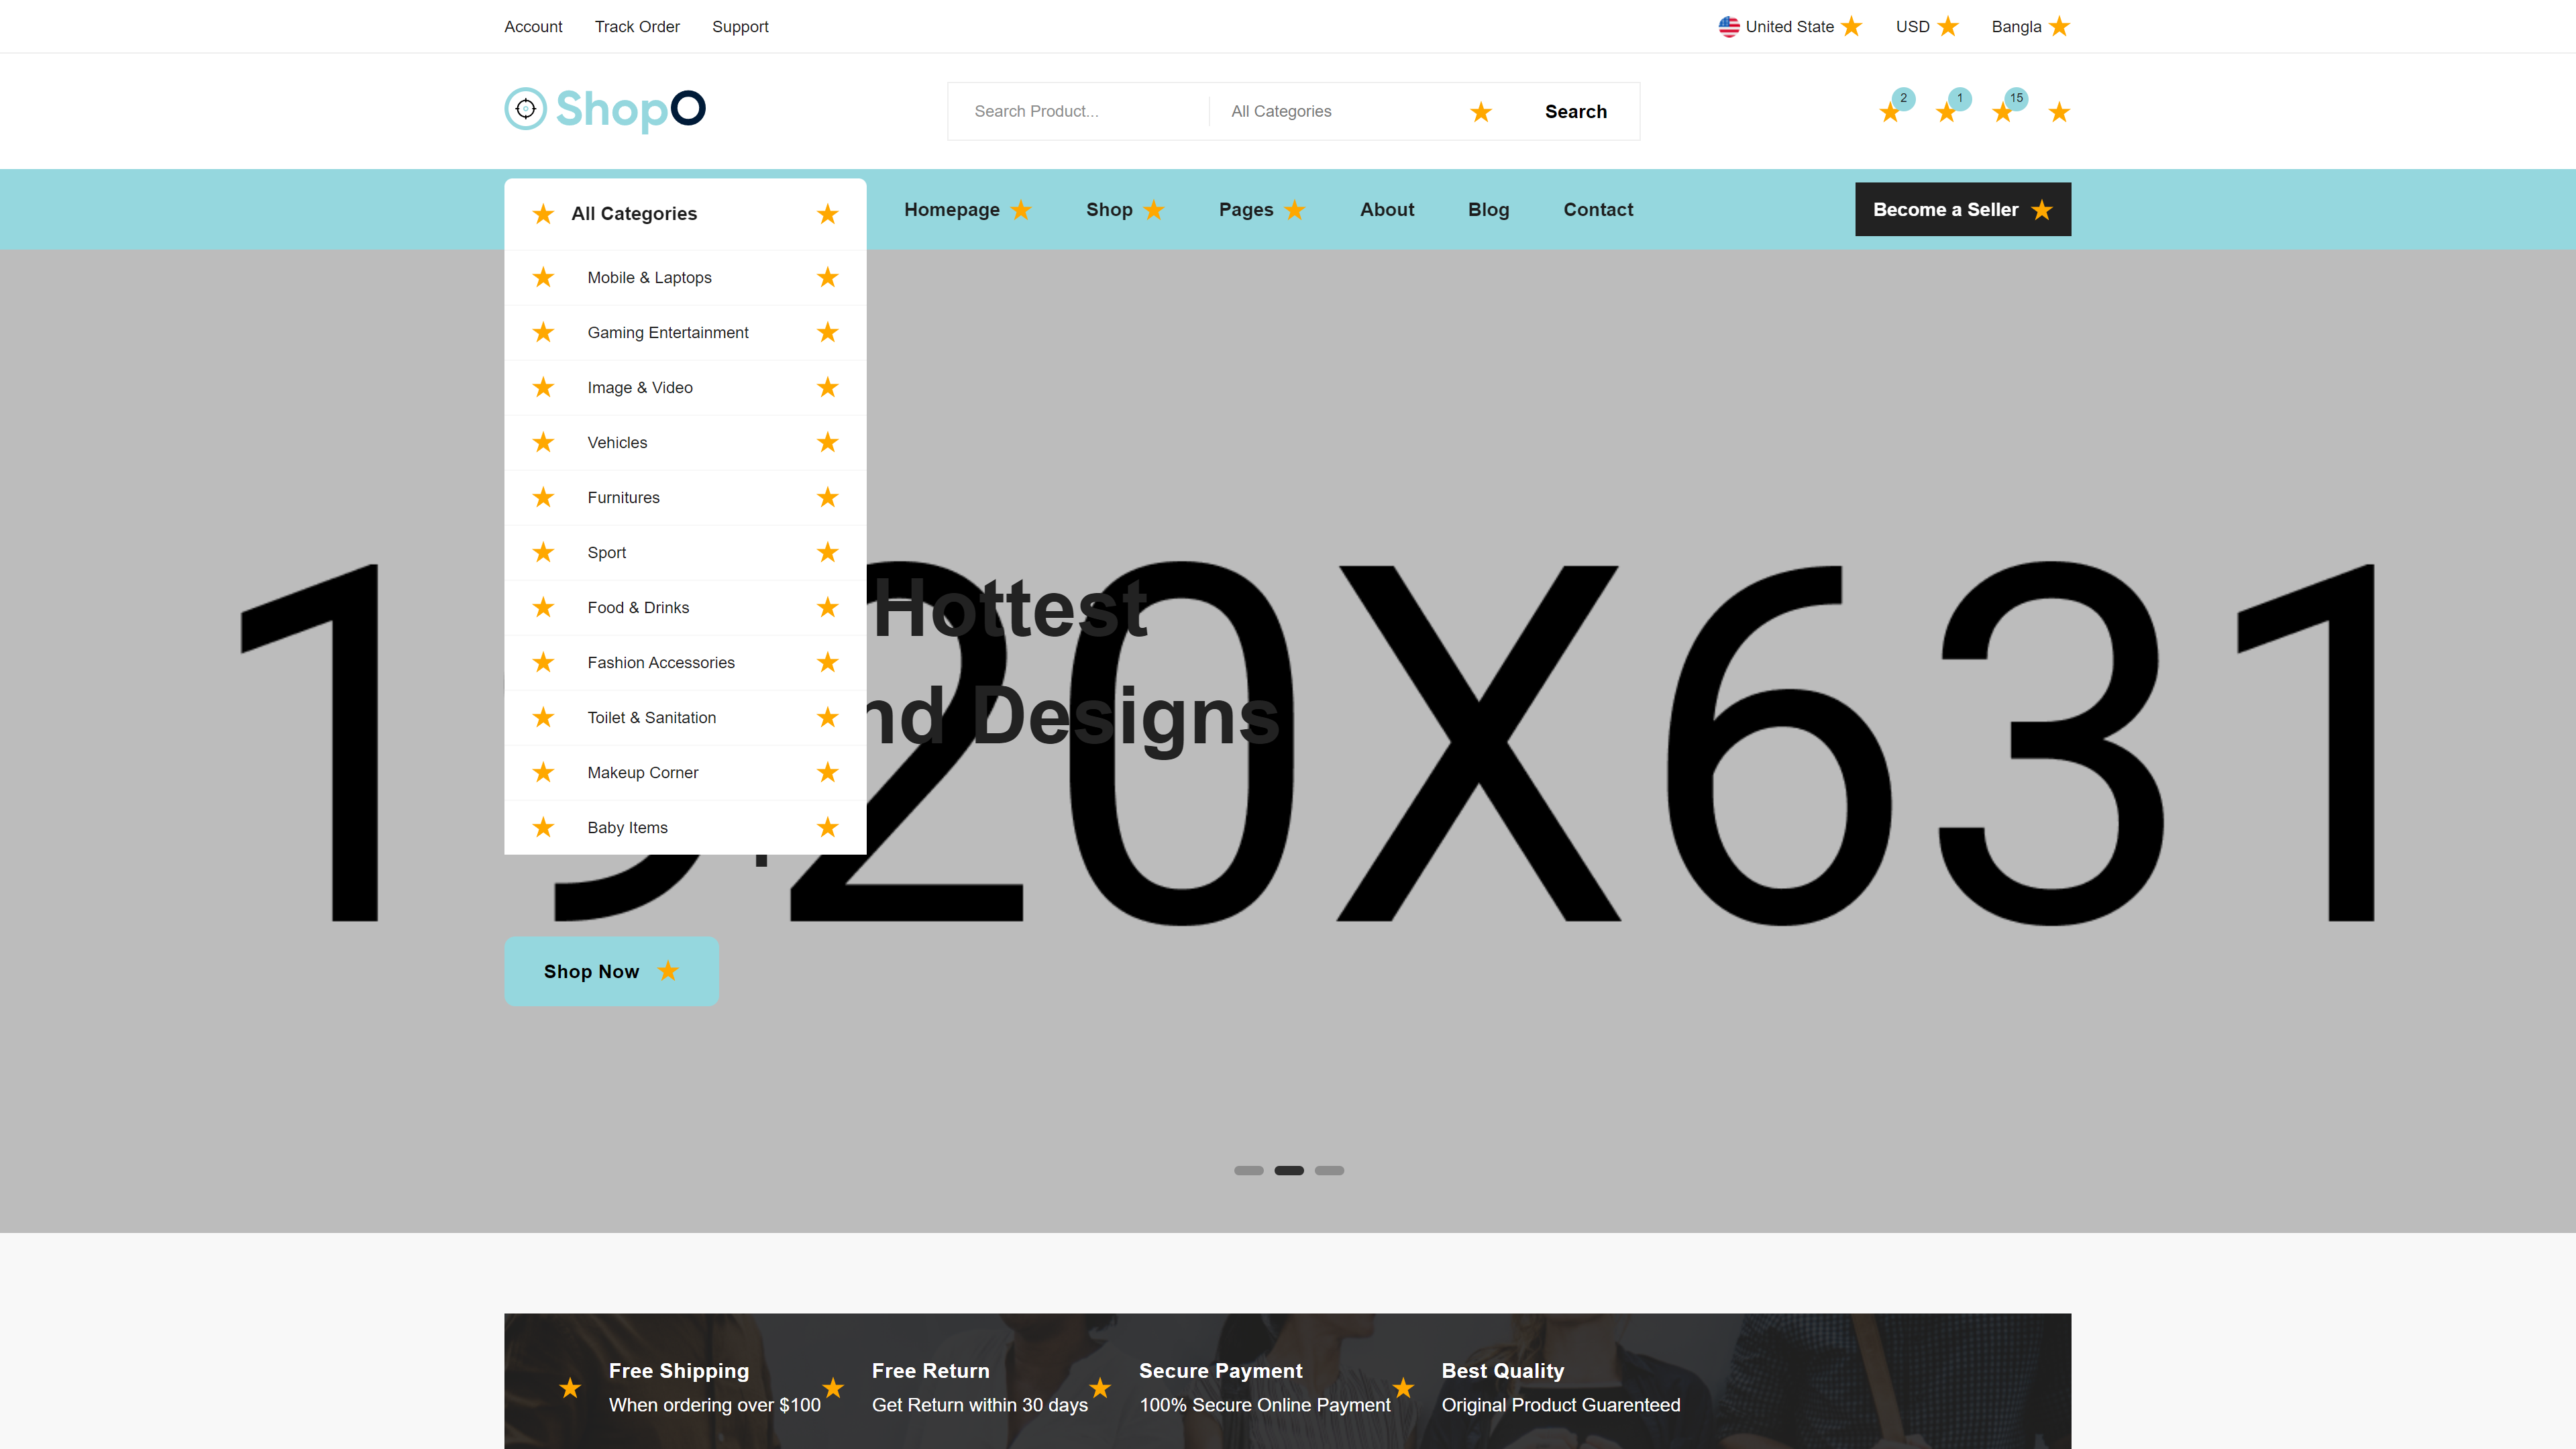 Account Track Order Support United State USD Bangla
ShopO Search Product... All Categories Search 2 1 15
All Categories Homepage Shop Pages About Blog Contact Become a Seller
Mobile & Laptops
Gaming Entertainment
Image & Video
Vehicles
Furnitures
Sport
Food & Drinks
Fashion Accessories
Toilet & Sanitation
Makeup Corner
Baby Items
Hottest
Designs
20X631
Shop Now
Free Shipping Free Return Secure Payment Best Quality
When ordering over $100 Get Return within 30 days 100% Secure Online Payment Original Product Guarenteed